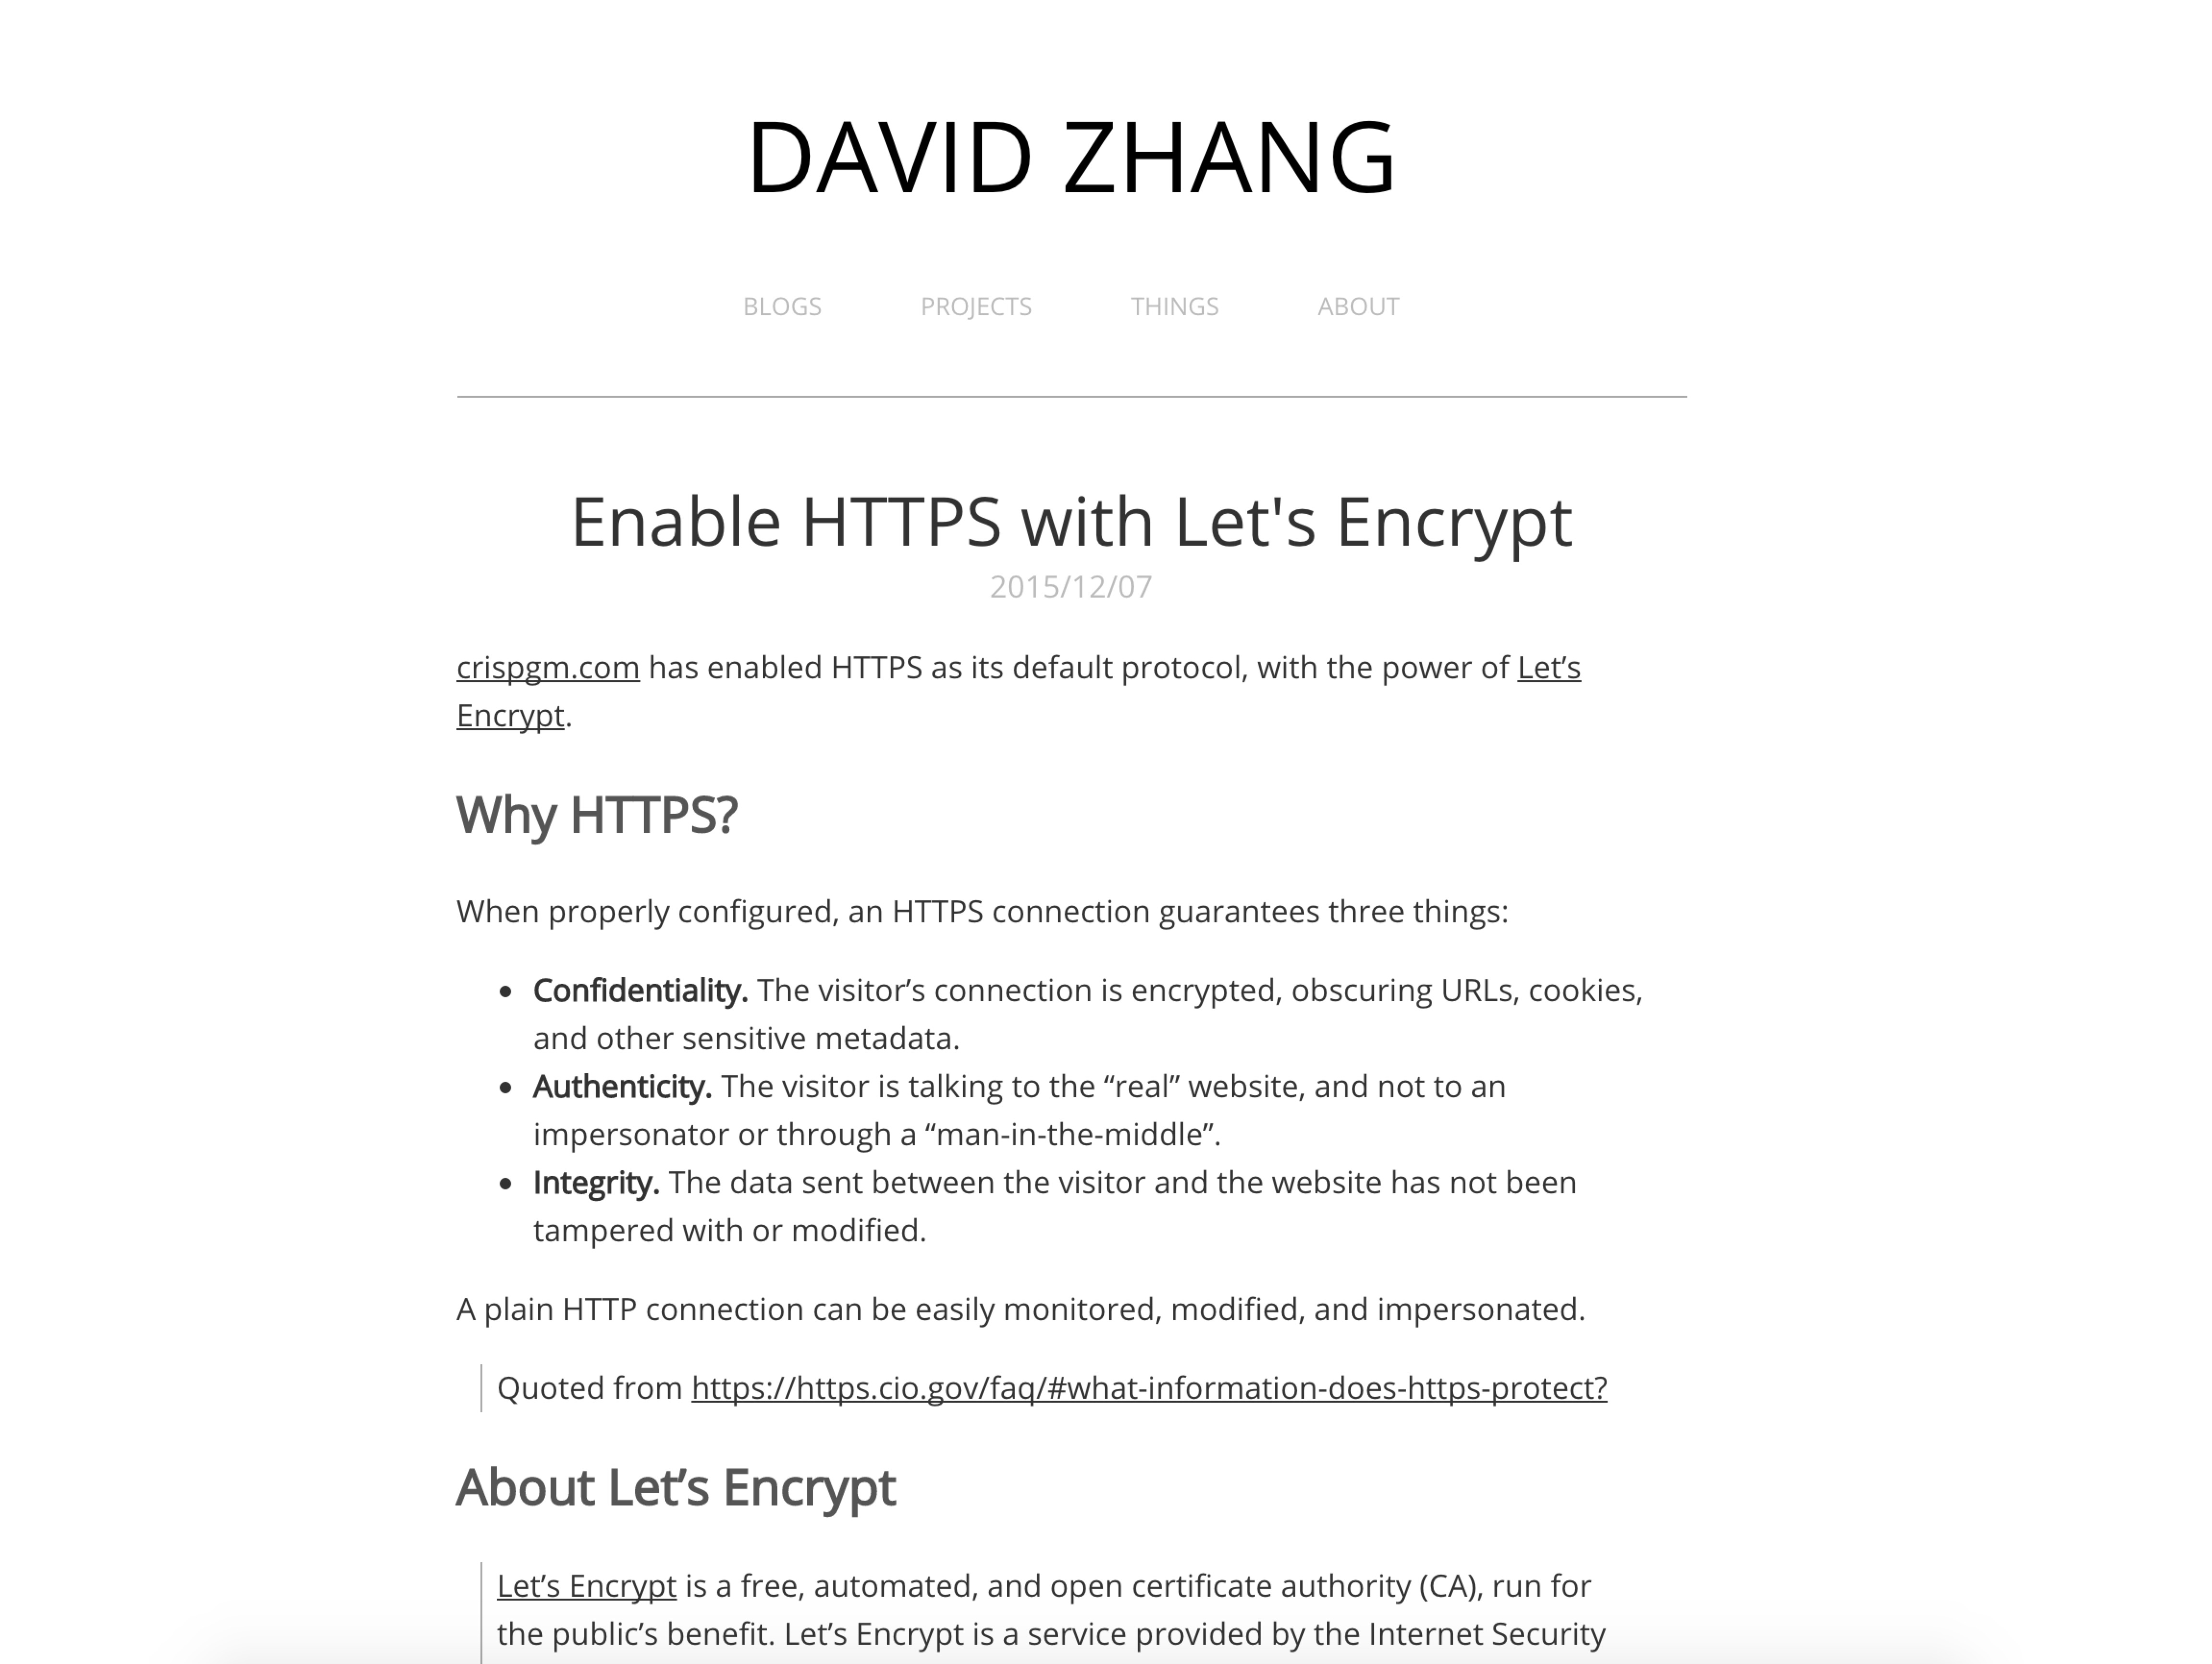 DAVID ZHANG
BLOGS PROJECTS THINGS ABOUT
Enable HTTPS with Let's Encrypt
2015/12/07
crispgm.com has enabled HTTPS as its default protocol, with the power of Let’s
Encrypt.
Why HTTPS?
When properly configured, an HTTPS connection guarantees three things:
• Confidentiality. The visitor’s connection is encrypted, obscuring URLs, cookies,
and other sensitive metadata.
• Authenticity. The visitor is talking to the “real” website, and not to an
impersonator or through a “man-in-the-middle”.
• Integrity. The data sent between the visitor and the website has not been
tampered with or modified.
A plain HTTP connection can be easily monitored, modified, and impersonated.
Quoted from https://https.cio.gov/faq/#what-information-does-https-protect?
About Let’s Encrypt
Let’s Encrypt is a free, automated, and open certificate authority (CA), run for
the public’s benefit. Let’s Encrypt is a service provided by the Internet Security